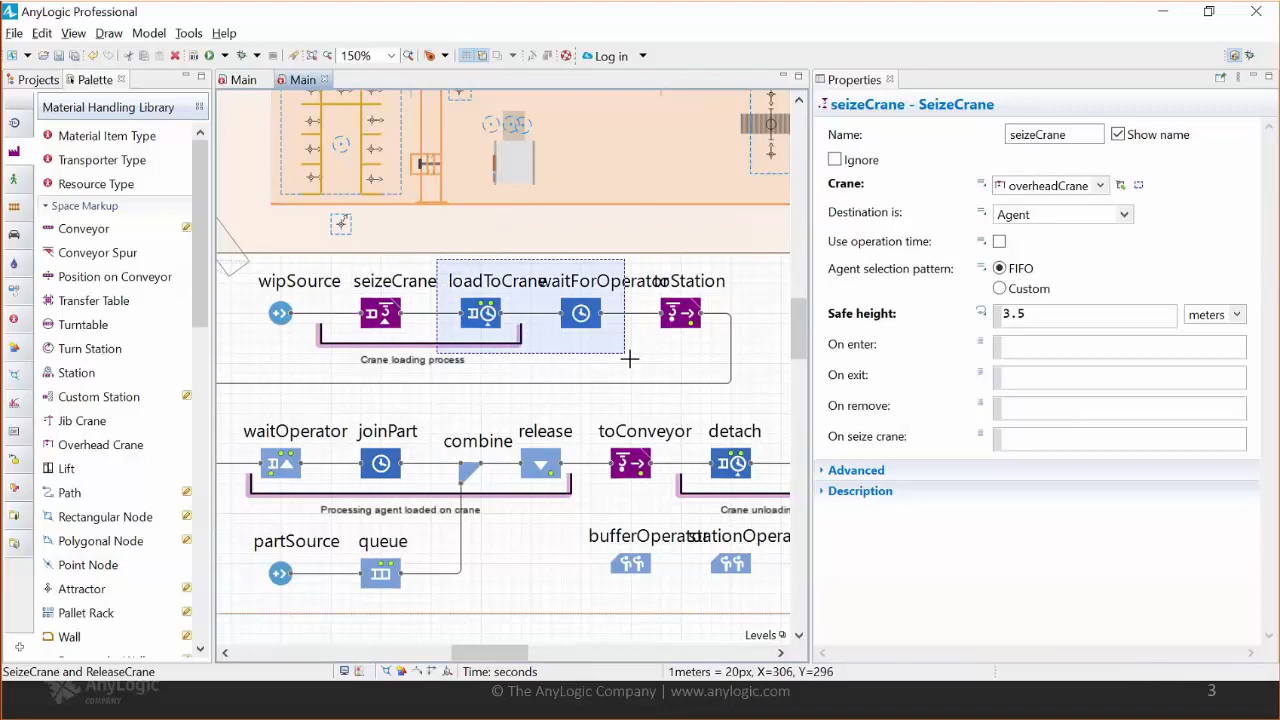 AnyLogic Professional
File Edit View Draw Model Tools Help
150% Log in
Projects Palette
Main Main
Properties
Material Handling Library
Material Item Type
Transporter Type
Resource Type
Space Markup
Conveyor
Conveyor Spur
Position on Conveyor
Transfer Table
Turntable
Turn Station
Station
Custom Station
Jib Crane
Overhead Crane
Lift
Path
Rectangular Node
Polygonal Node
Point Node
Attractor
Pallet Rack
Wall
wipSource seizeCrane loadToCrane waitForOperator toStation
Crane loading process
waitOperator joinPart combine release toConveyor detach
Processing agent loaded on crane
Crane unloadin
partSource queue
bufferOperator stationOpera
Levels
seizeCrane - SeizeCrane
Name: seizeCrane Show name
Ignore
Crane: overheadCrane
Destination is: Agent
Use operation time:
Agent selection pattern: FIFO
Custom
Safe height: 3.5 meters
On enter:
On exit:
On remove:
On seize crane:
Advanced
Description
SeizeCrane and ReleaseCrane
Time: seconds
1meters = 20px, X=306, Y=296
AnyLogic
COMPANY
© The AnyLogic Company | www.anylogic.com
3